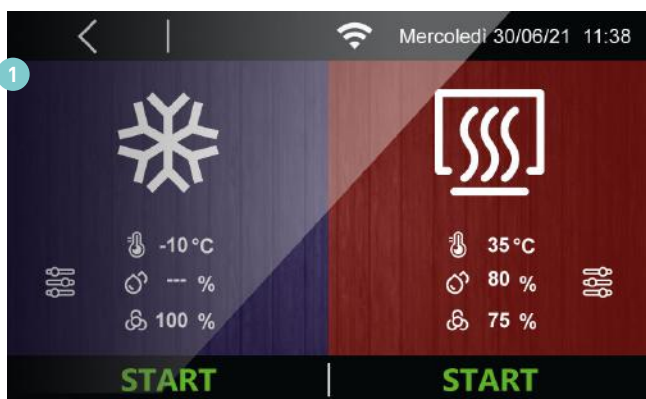 Mercoledì 30/06/21 11:38
1
-10 °C
--- %
100 %
35 °C
80 %
75 %
START
START